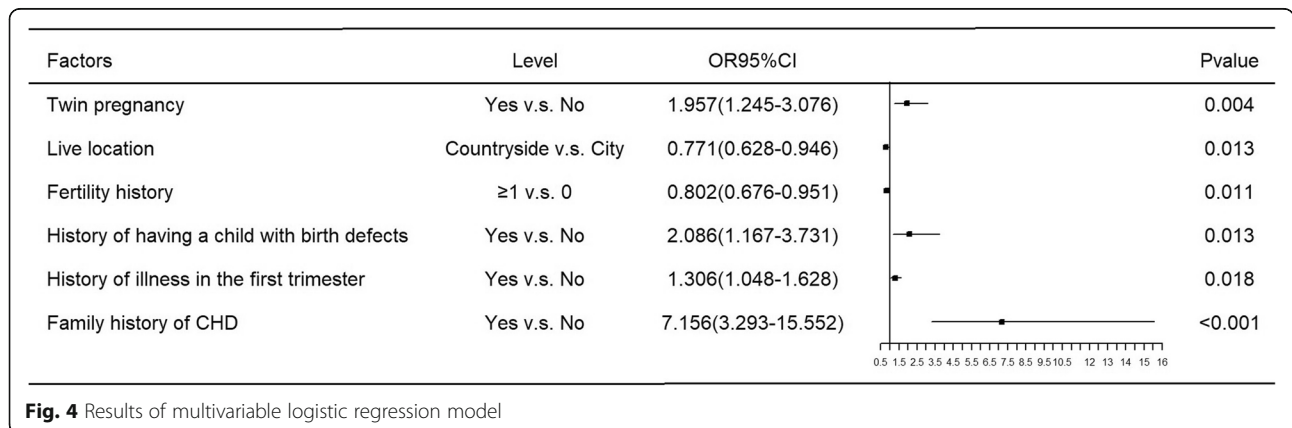 Factors Level OR95%CI Pvalue
Twin pregnancy Yes v.s. No 1.957(1.245-3.076) 0.004
Live location Countryside v.s. City 0.771(0.628-0.946) 0.013
Fertility history ≥1 v.s. 0 0.802(0.676-0.951) 0.011
History of having a child with birth defects Yes v.s. No 2.086(1.167-3.731) 0.013
History of illness in the first trimester Yes v.s. No 1.306(1.048-1.628) 0.018
Family history of CHD Yes v.s. No 7.156(3.293-15.552) <0.001
0.5 1.5 2.5 3.5 4.5 5.5 6.5 7.5 8.5 9.5 10.5 12 13 14 15 16
Fig. 4 Results of multivariable logistic regression model